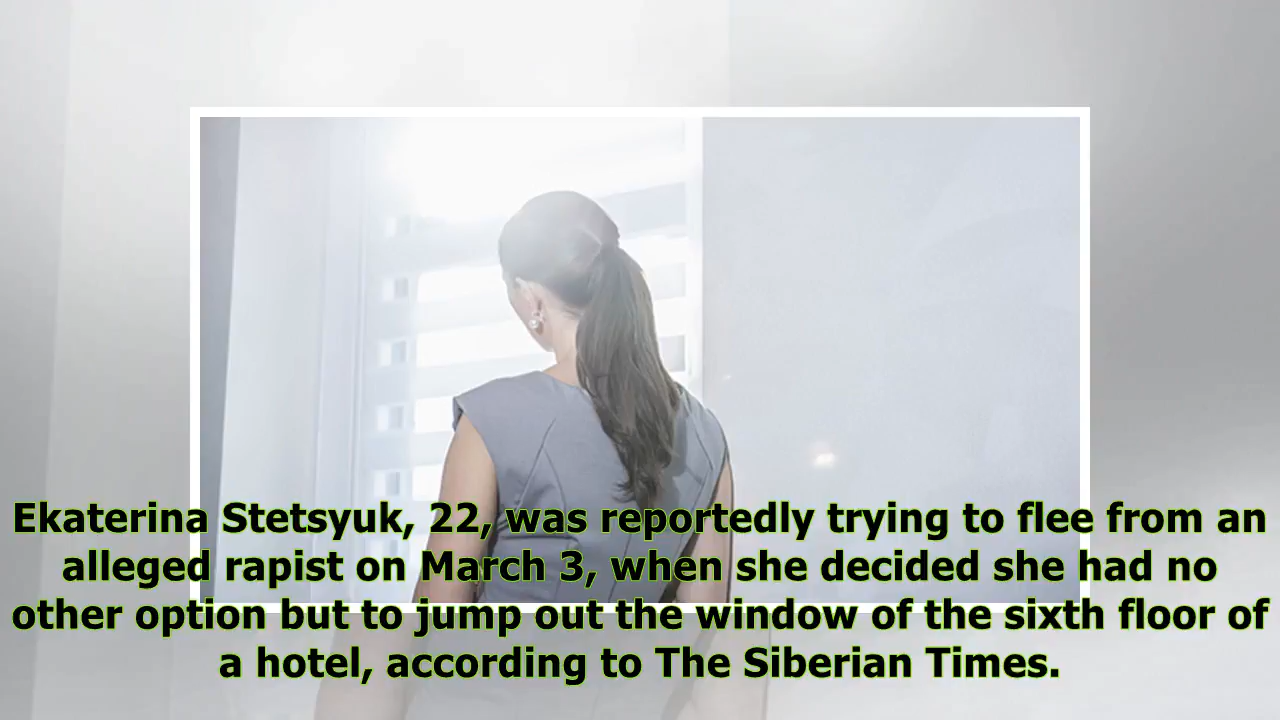 Ekaterina Stetsyuk, 22, was reportedly trying to flee from an
alleged rapist on March 3, when she decided she had no
other option but to jump out the window of the sixth floor of
a hotel, according to The Siberian Times.